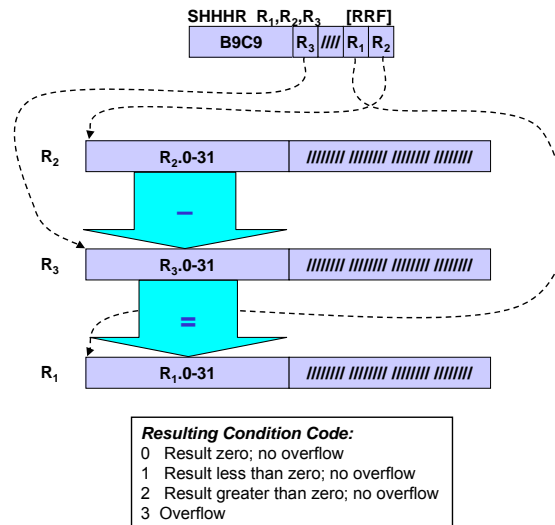 SHHHR R1,R2,R3 [RRF]
B9C9 R3 //// R1 R2
R2 R2.0-31 //////// //////// //////// ////////
–
R3 R3.0-31 //////// //////// //////// ////////
=
R1 R1.0-31 //////// //////// //////// ////////
Resulting Condition Code:
0 Result zero; no overflow
1 Result less than zero; no overflow
2 Result greater than zero; no overflow
3 Overflow